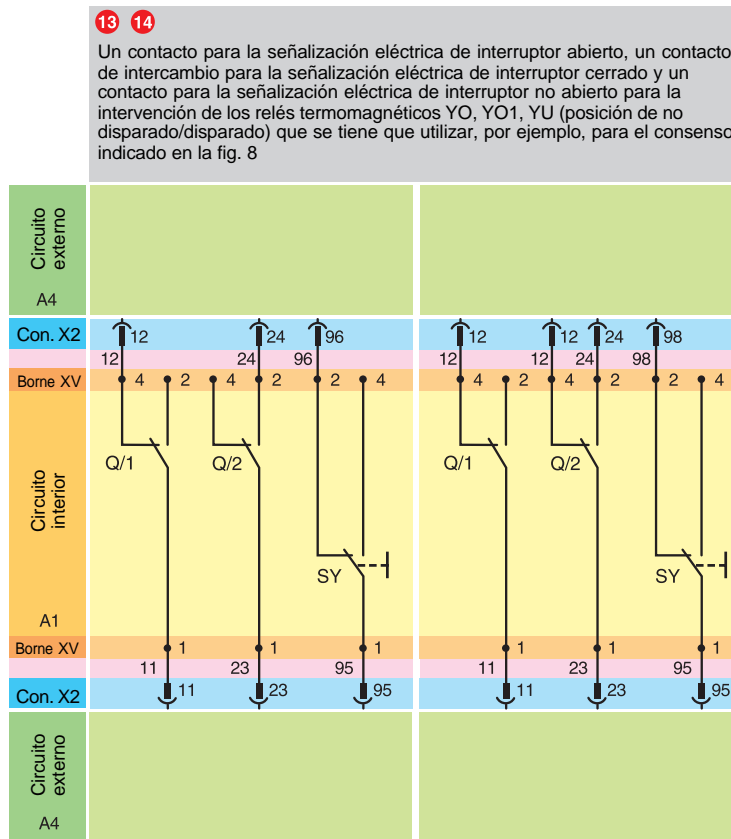 13 14
Un contacto para la señalización eléctrica de interruptor abierto, un contacto
de intercambio para la señalización eléctrica de interruptor cerrado y un
contacto para la señalización eléctrica de interruptor no abierto para la
intervención de los relés termomagnéticos YO, YO1, YU (posición de no
disparado/disparado) que se tiene que utilizar, por ejemplo, para el consenso
indicado en la fig. 8
Circuito
externo
A4
Con. X2 12 24 96 12 12 24 98
12 24 96 12 12 24 98
Borne XV 4 2 4 2 2 4 4 2 4 2 2 4
Circuito
interior
Q/1 Q/2 Q/1 Q/2
SY SY
A1
Borne XV 1 1 1 1 1 1
11 23 95 11 23 95
Con. X2 11 23 95 11 23 95
Circuito
externo
A4